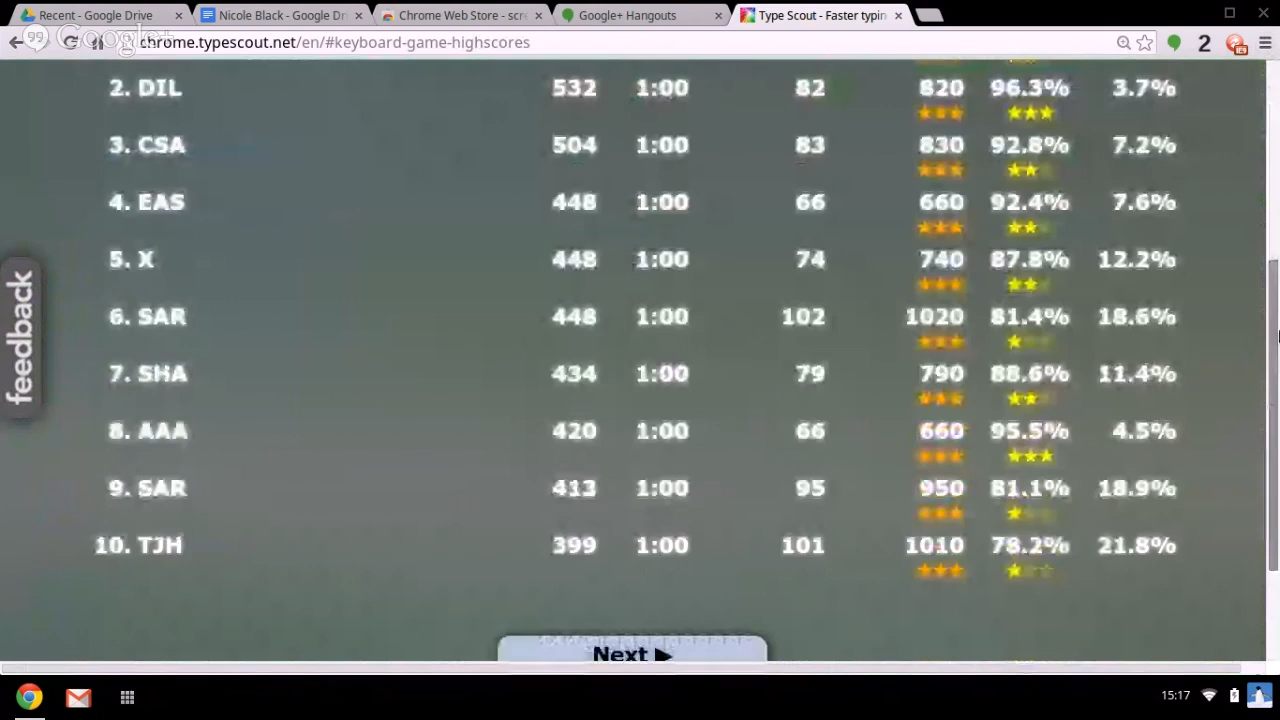 Recent - Google Drive
Nicole Black - Google Dri
Chrome Web Store - scre
Google+ Hangouts
Type Scout - Faster typin
Google+
chrome.typescout.net/en/#keyboard-game-highscores
2
2. DIL 532 1:00 82 820 96.3% 3.7%
3. CSA 504 1:00 83 830 92.8% 7.2%
4. EAS 448 1:00 66 660 92.4% 7.6%
5. X 448 1:00 74 740 87.8% 12.2%
6. SAR 448 1:00 102 1020 81.4% 18.6%
7. SHA 434 1:00 79 790 88.6% 11.4%
8. AAA 420 1:00 66 660 95.5% 4.5%
9. SAR 413 1:00 95 950 81.1% 18.9%
10. TJH 399 1:00 101 1010 78.2% 21.8%
feedback
Next ▶
15:17